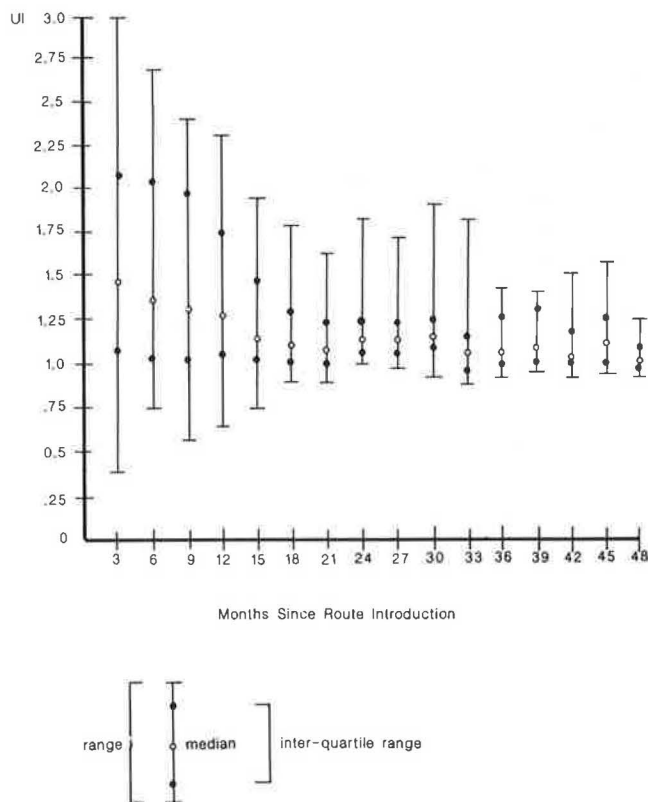 UI 3.0
2.75
2.5
2.25
2.0
1.75
1.5
1.25
1.0
0.75
0.5
.25
0
3 6 9 12 15 18 21 24 27 30 33 36 39 42 45 48
Months Since Route Introduction
range
median
inter-quartile range